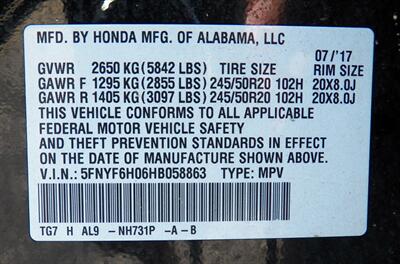 MFD. BY HONDA MFG. OF ALABAMA, LLC
07/'17
GVWR 2650 KG (5842 LBS) TIRE SIZE RIM SIZE
GAWR F 1295 KG (2855 LBS) 245/50R20 102H 20X8.0J
GAWR R 1405 KG (3097 LBS) 245/50R20 102H 20X8.0J
THIS VEHICLE CONFORMS TO ALL APPLICABLE
FEDERAL MOTOR VEHICLE SAFETY
AND THEFT PREVENTION STANDARDS IN EFFECT ON THE
DATE OF MANUFACTURE SHOWN ABOVE.
V.I.N.: 5FNYF6H06HB058863 TYPE: MPV
TG7 H AL9 -NH731P -A-B